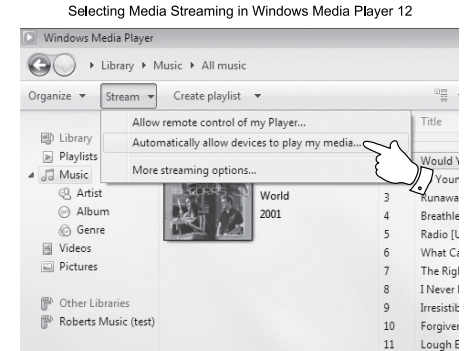 Selecting Media Streaming in Windows Media Player 12
Windows Media Player
Library Music All music
Organize Stream Create playlist
Allow remote control of my Player...
Automatically allow devices to play my media...
More streaming options...
Title
Library
Playlists
Music
Artist
Album
Genre
Videos
Pictures
Other Libraries
Roberts Music (test)
World
2001
Would Y
Your
3 Runawa
4 Breathle
5 Radio [U
6 What Ca
7 The Rig
8 I Never
9 Irresistib
10 Forgive
11 Lough E